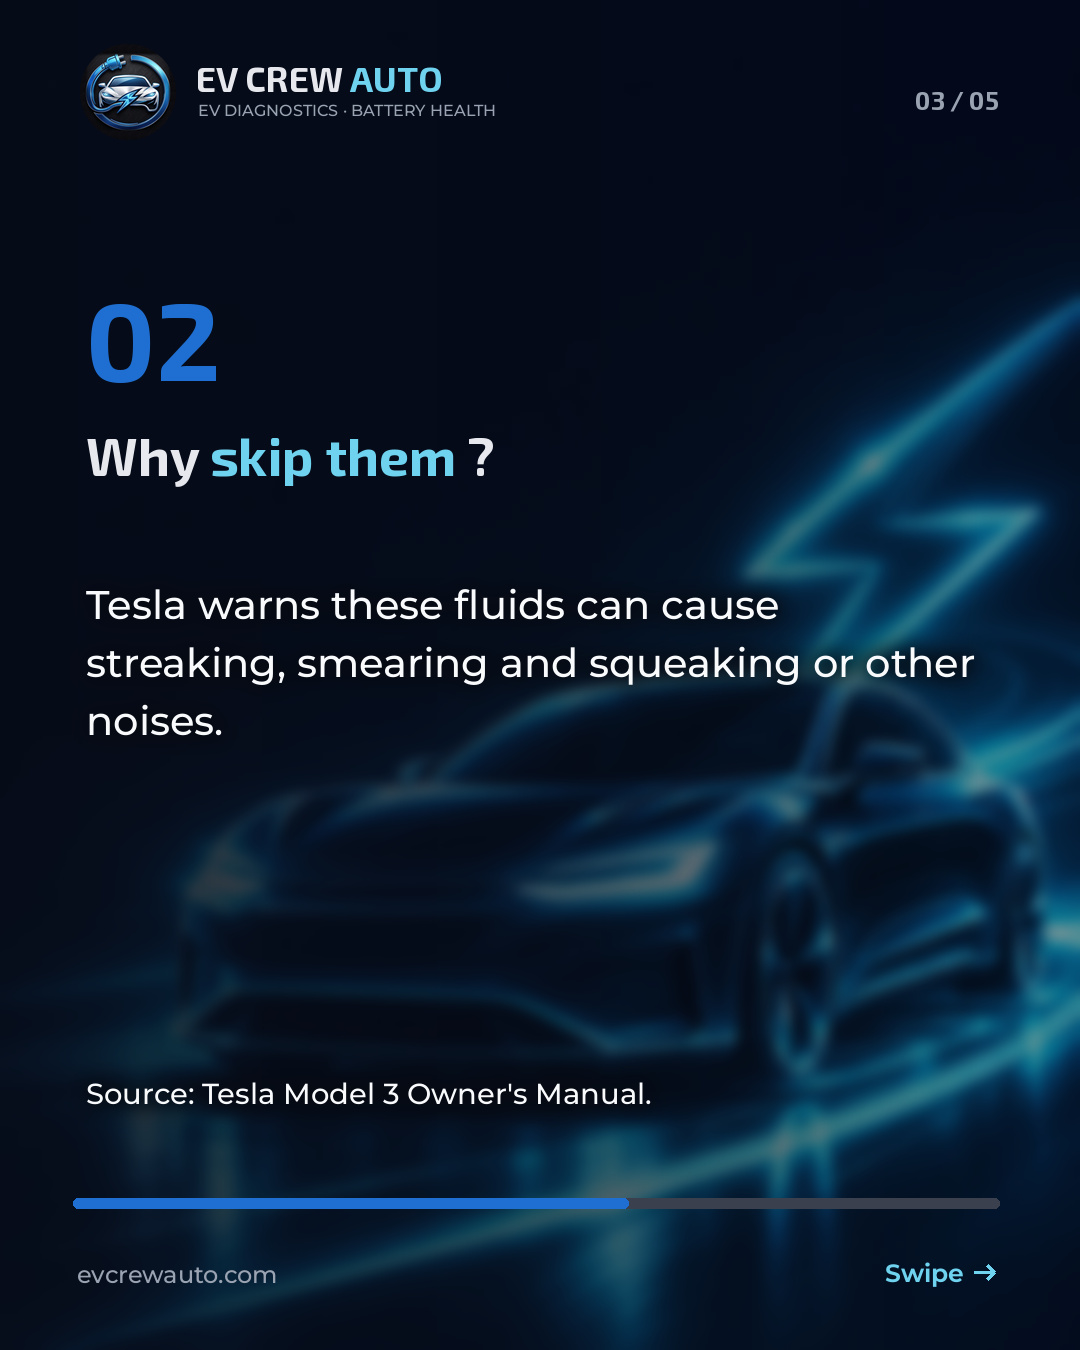 EV CREW AUTO
EV DIAGNOSTICS · BATTERY HEALTH
03 / 05
02
Why skip them ?
Tesla warns these fluids can cause
streaking, smearing and squeaking or other
noises.
Source: Tesla Model 3 Owner's Manual.
evcrewauto.com
Swipe →